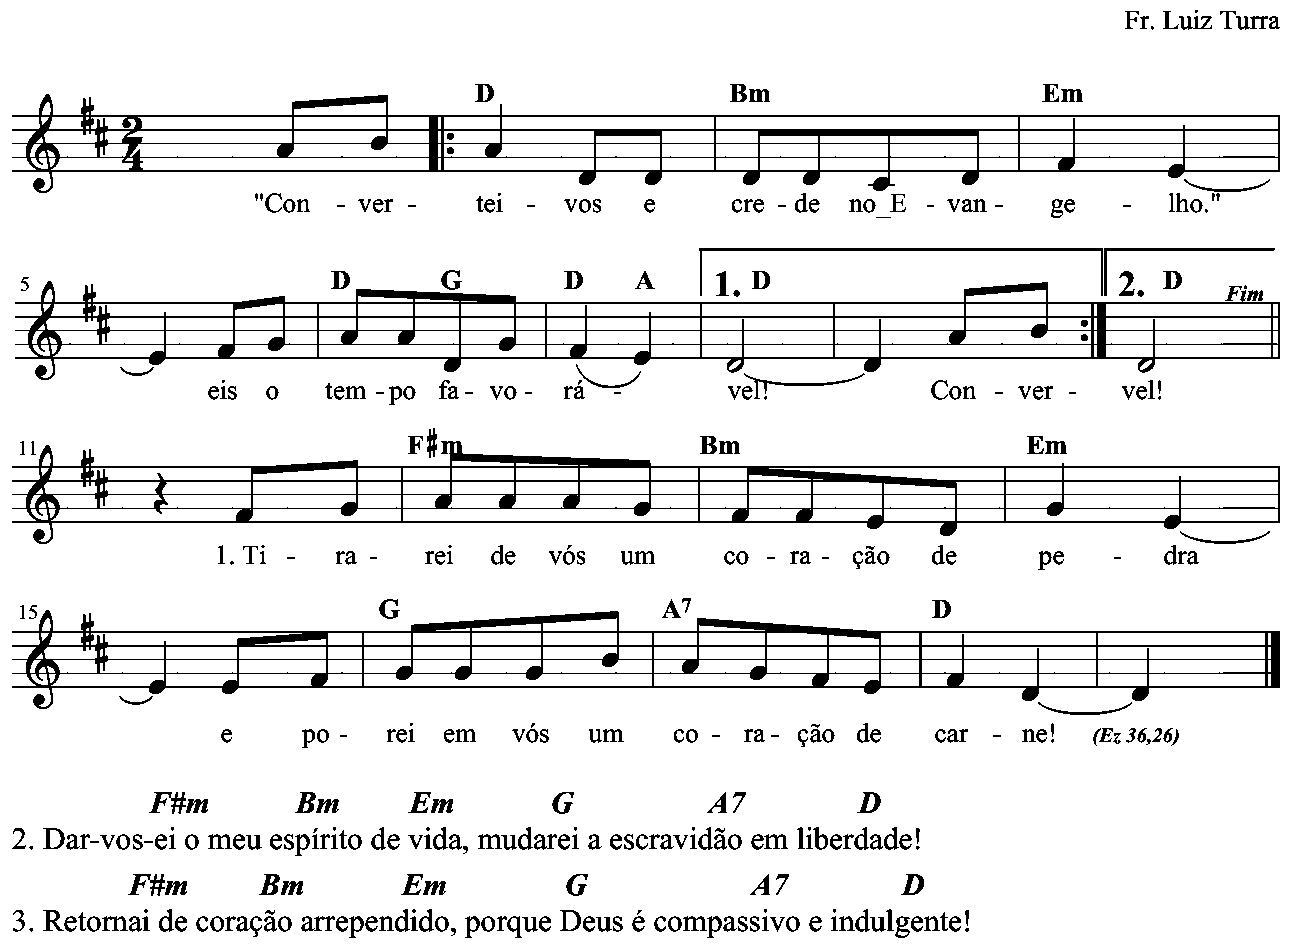 Fr. Luiz Turra
D Bm Em
2 4
"Con - ver - tei - vos e cre - de no_E - van - ge - lho."
5 D G D A 1. D 2. D Fim
eis o tem - po fa - vo - rá - vel! Con - ver - vel!
11 F#m Bm Em
1. Ti - ra - rei de vós um co - ra - ção de pe - dra
15 G A7 D
e po - rei em vós um co - ra - ção de car - ne! (Ez 36,26)
F#m Bm Em G A7 D
2. Dar-vos-ei o meu espírito de vida, mudarei a escravidão em liberdade!
F#m Bm Em G A7 D
3. Retornai de coração arrependido, porque Deus é compassivo e indulgente!